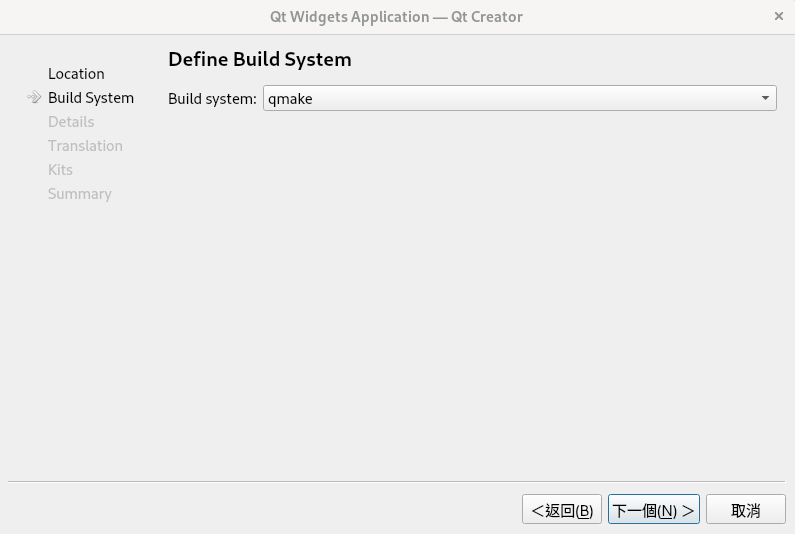 Qt Widgets Application — Qt Creator
×
Location
Build System
Details
Translation
Kits
Summary
Define Build System
Build system: qmake
＜返回(B)
下一個(N) ＞
取消